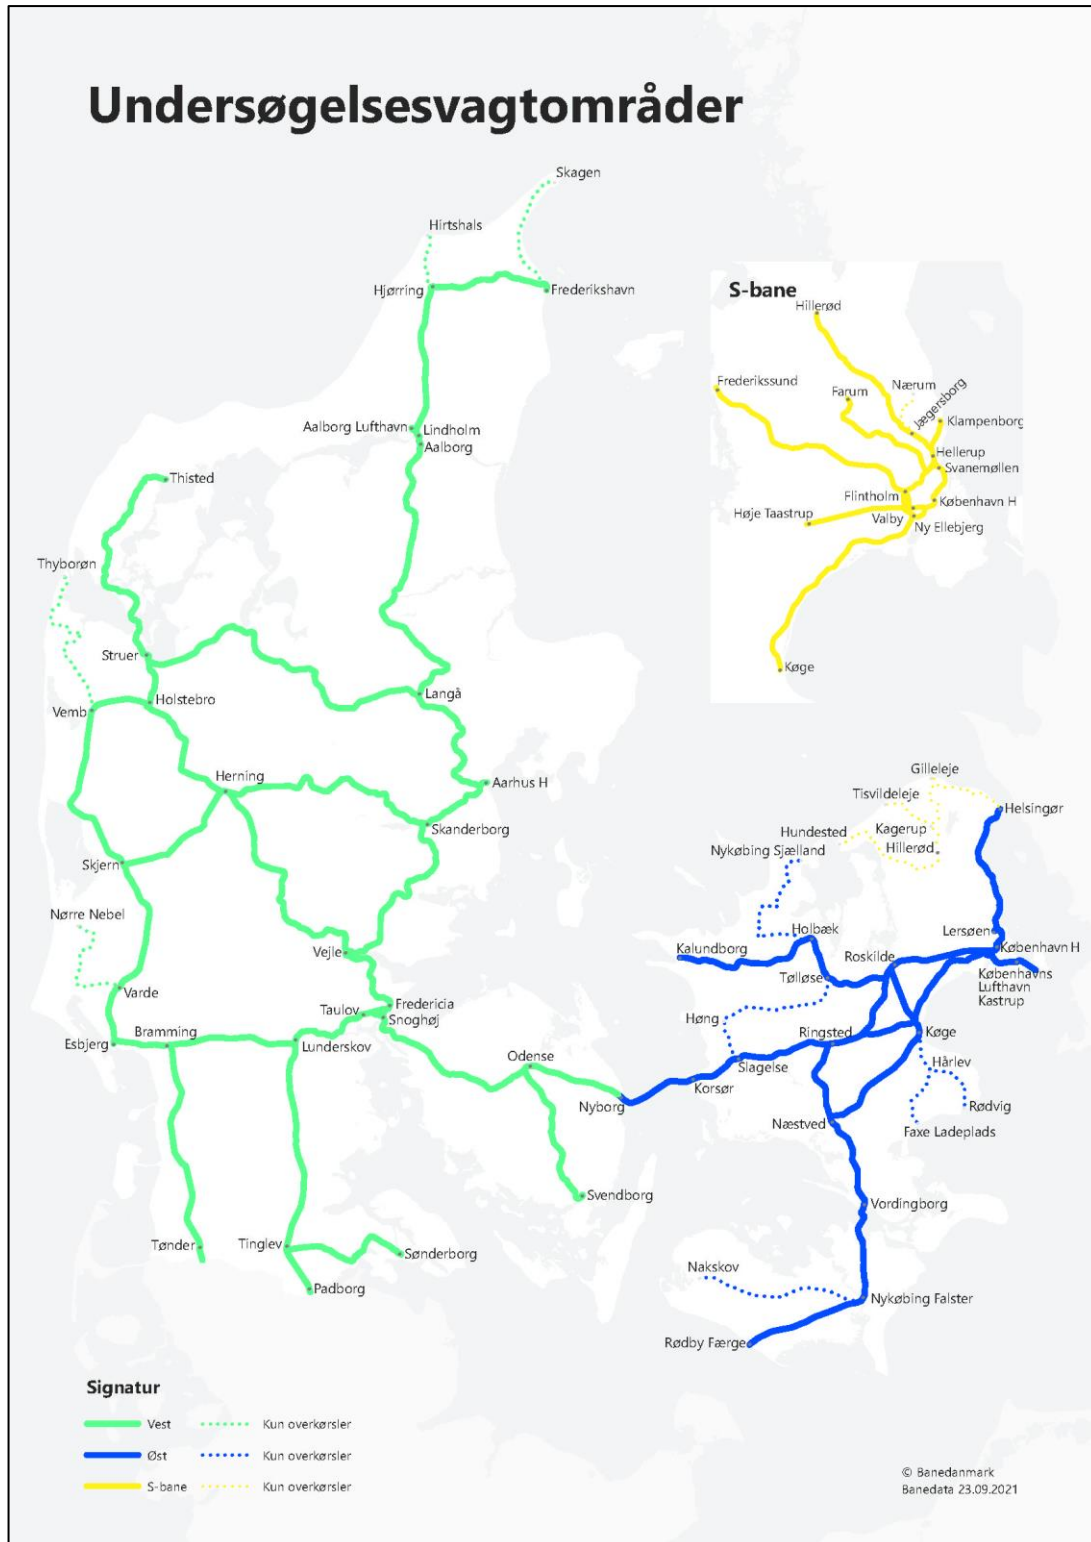 Undersøgelsesvagtområder
Skagen
Hirtshals
Hjørring
Frederikshavn
S-bane
Hillerød
Frederikssund
Farum
Nærum
Jægersborg
Klampenborg
Hellerup
Svanemøllen
Flintholm
København H
Høje Taastrup
Valby
Ny Ellebjerg
Køge
Aalborg Lufthavn
Lindholm
Aalborg
Thisted
Thyborøn
Struer
Holstebro
Vemb
Langå
Herning
Aarhus H
Skanderborg
Skjern
Nørre Nebel
Vejle
Varde
Taulov
Fredericia
Snoghøj
Esbjerg
Bramming
Lunderskov
Odense
Nyborg
Svendborg
Tønder
Tinglev
Sønderborg
Padborg
Gilleleje
Tisvildeleje
Helsingør
Hundested
Kagerup
Nykøbing Sjælland
Hillerød
Lersøen
Holbæk
Kalundborg
Roskilde
København H
Tølløse
Københavns
Lufthavn
Kastrup
Høng
Ringsted
Køge
Slagelse
Hårlev
Korsør
Rødvig
Næstved
Faxe Ladeplads
Vordingborg
Nakskov
Nykøbing Falster
Rødby Færge
Signatur
Vest
Kun overkørsler
Øst
Kun overkørsler
S-bane
Kun overkørsler
© Banedanmark
Banedata 23.09.2021